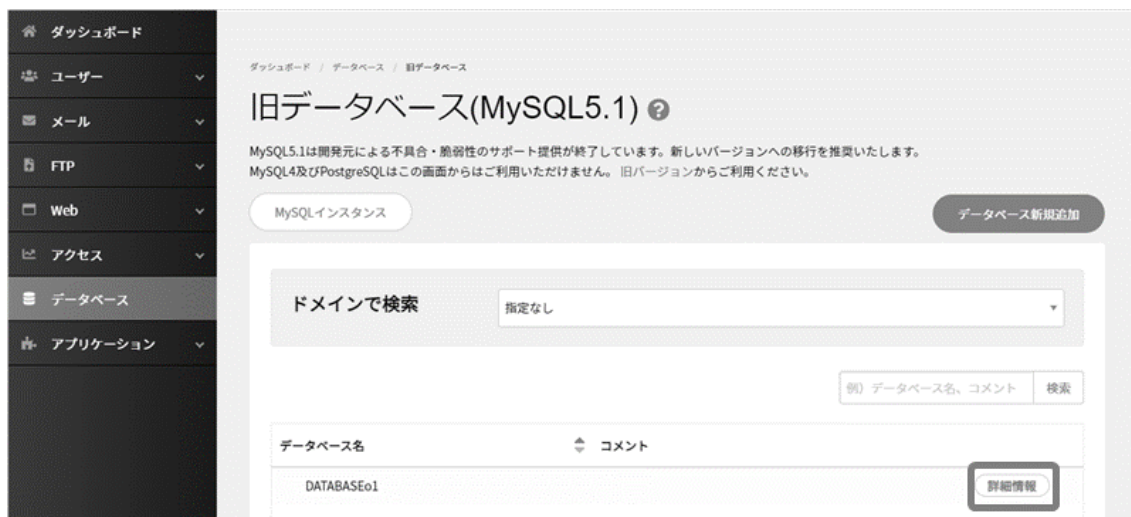 ダッシュボード
ユーザー
メール
FTP
Web
アクセス
データベース
アプリケーション
ダッシュボード / データベース / 旧データベース
旧データベース(MySQL5.1) ?
MySQL5.1は開発元による不具合・脆弱性のサポート提供が終了しています。新しいバージョンへの移行を推奨いたします。
MySQL4及びPostgreSQLはこの画面からはご利用いただけません。 旧バージョンからご利用ください。
MySQLインスタンス
データベース新規追加
ドメインで検索
指定なし
例）データベース名、コメント
検索
データベース名
コメント
DATABASEo1
詳細情報